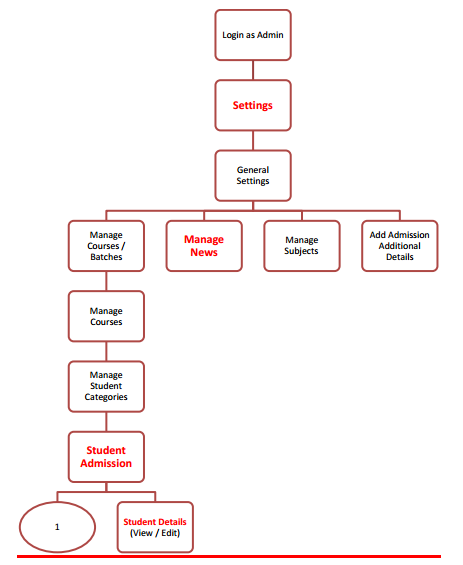 Login as Admin
Settings
General
Settings
Manage
Courses /
Batches
Manage
News
Manage
Subjects
Add Admission
Additional
Details
Manage
Courses
Manage
Student
Categories
Student
Admission
1
Student Details
(View / Edit)